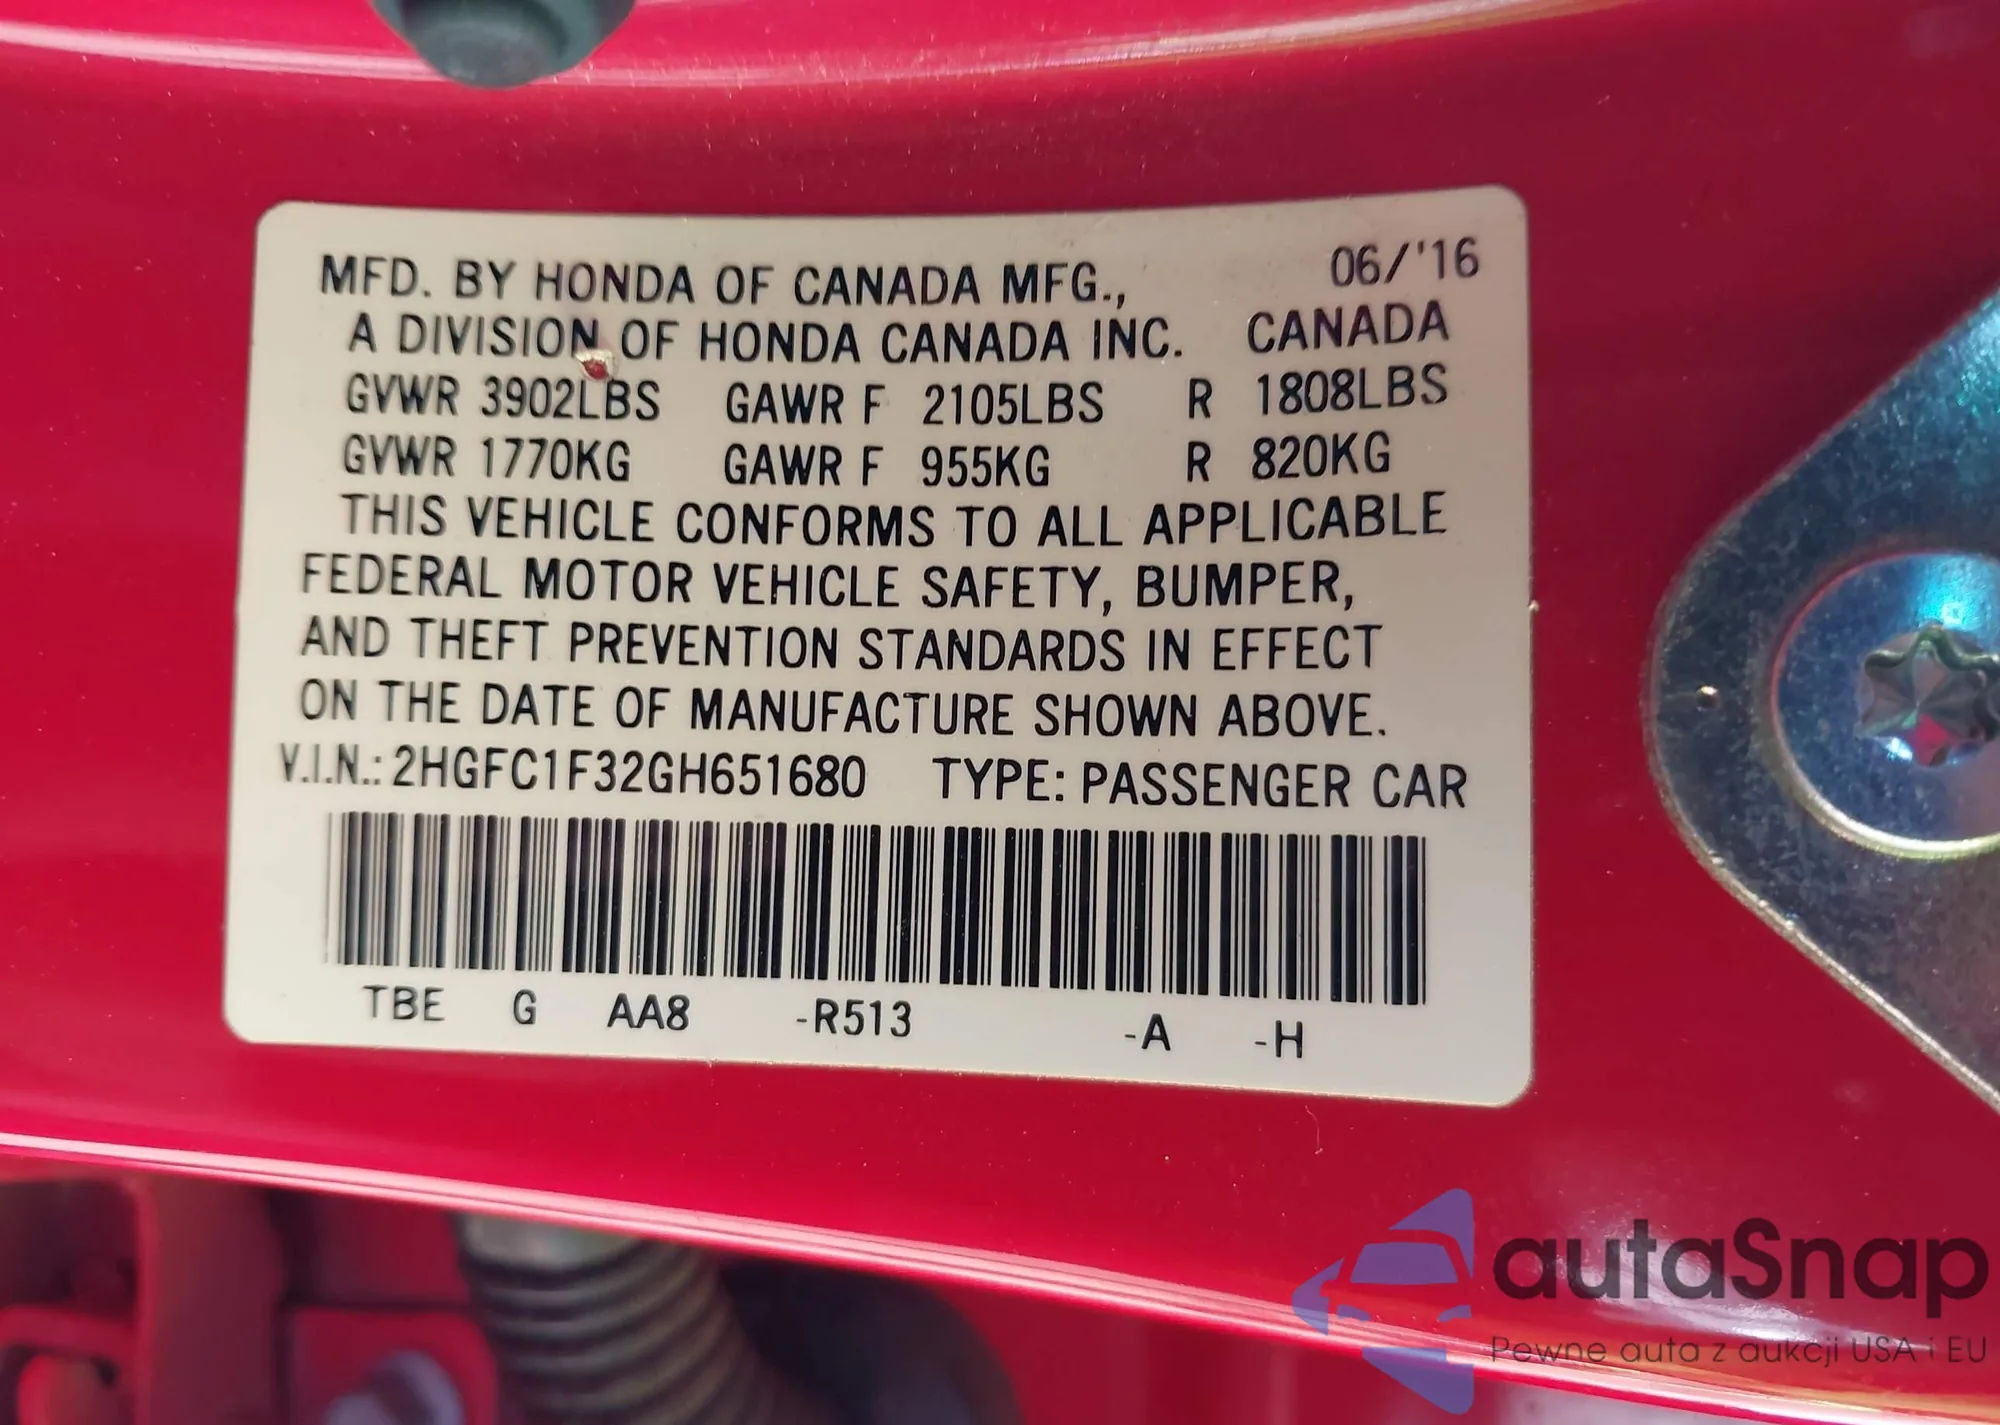 MFD. BY HONDA OF CANADA MFG., 06/'16
A DIVISION OF HONDA CANADA INC. CANADA
GVWR 3902LBS GAWR F 2105LBS R 1808LBS
GVWR 1770KG GAWR F 955KG R 820KG
THIS VEHICLE CONFORMS TO ALL APPLICABLE
FEDERAL MOTOR VEHICLE SAFETY, BUMPER,
AND THEFT PREVENTION STANDARDS IN EFFECT
ON THE DATE OF MANUFACTURE SHOWN ABOVE.
V.I.N.: 2HGFC1F32GH651680 TYPE: PASSENGER CAR
TBE G AA8 -R513 -A -H
autaSnap
Pewne auta z aukcji USA i EU